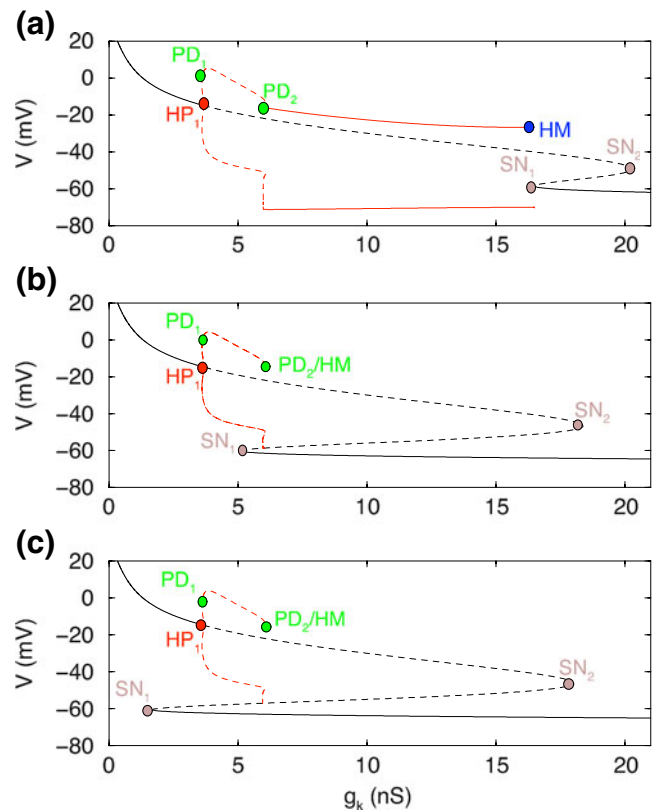 (a)
20
0
−20
−40
−60
−80
V (mV)
PD₁
PD₂
HP₁
HM
SN₂
SN₁
0
5
10
15
20
(b)
20
0
−20
−40
−60
−80
V (mV)
PD₁
PD₂/HM
HP₁
SN₂
SN₁
0
5
10
15
20
(c)
20
0
−20
−40
−60
−80
V (mV)
PD₁
PD₂/HM
HP₁
SN₂
SN₁
0
5
10
15
20
gₖ (nS)